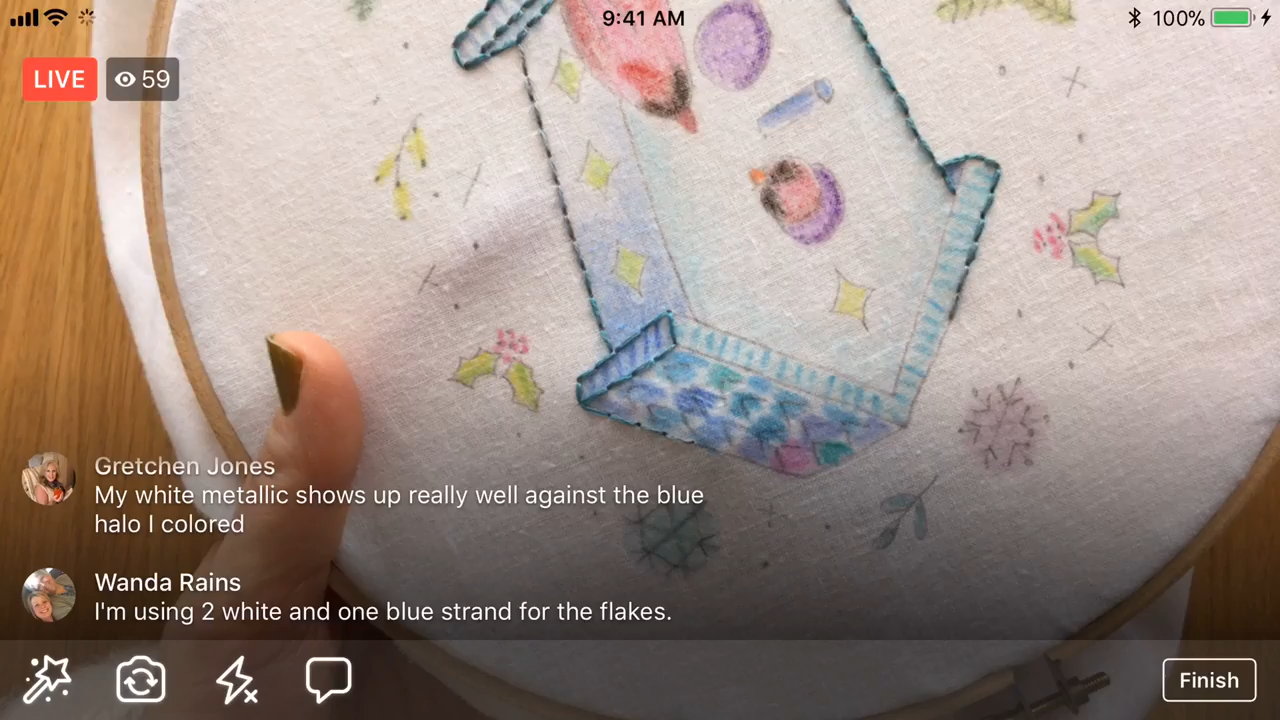 9:41 AM
100%
LIVE
59
Gretchen Jones
My white metallic shows up really well against the blue
halo I colored
Wanda Rains
I'm using 2 white and one blue strand for the flakes.
Finish